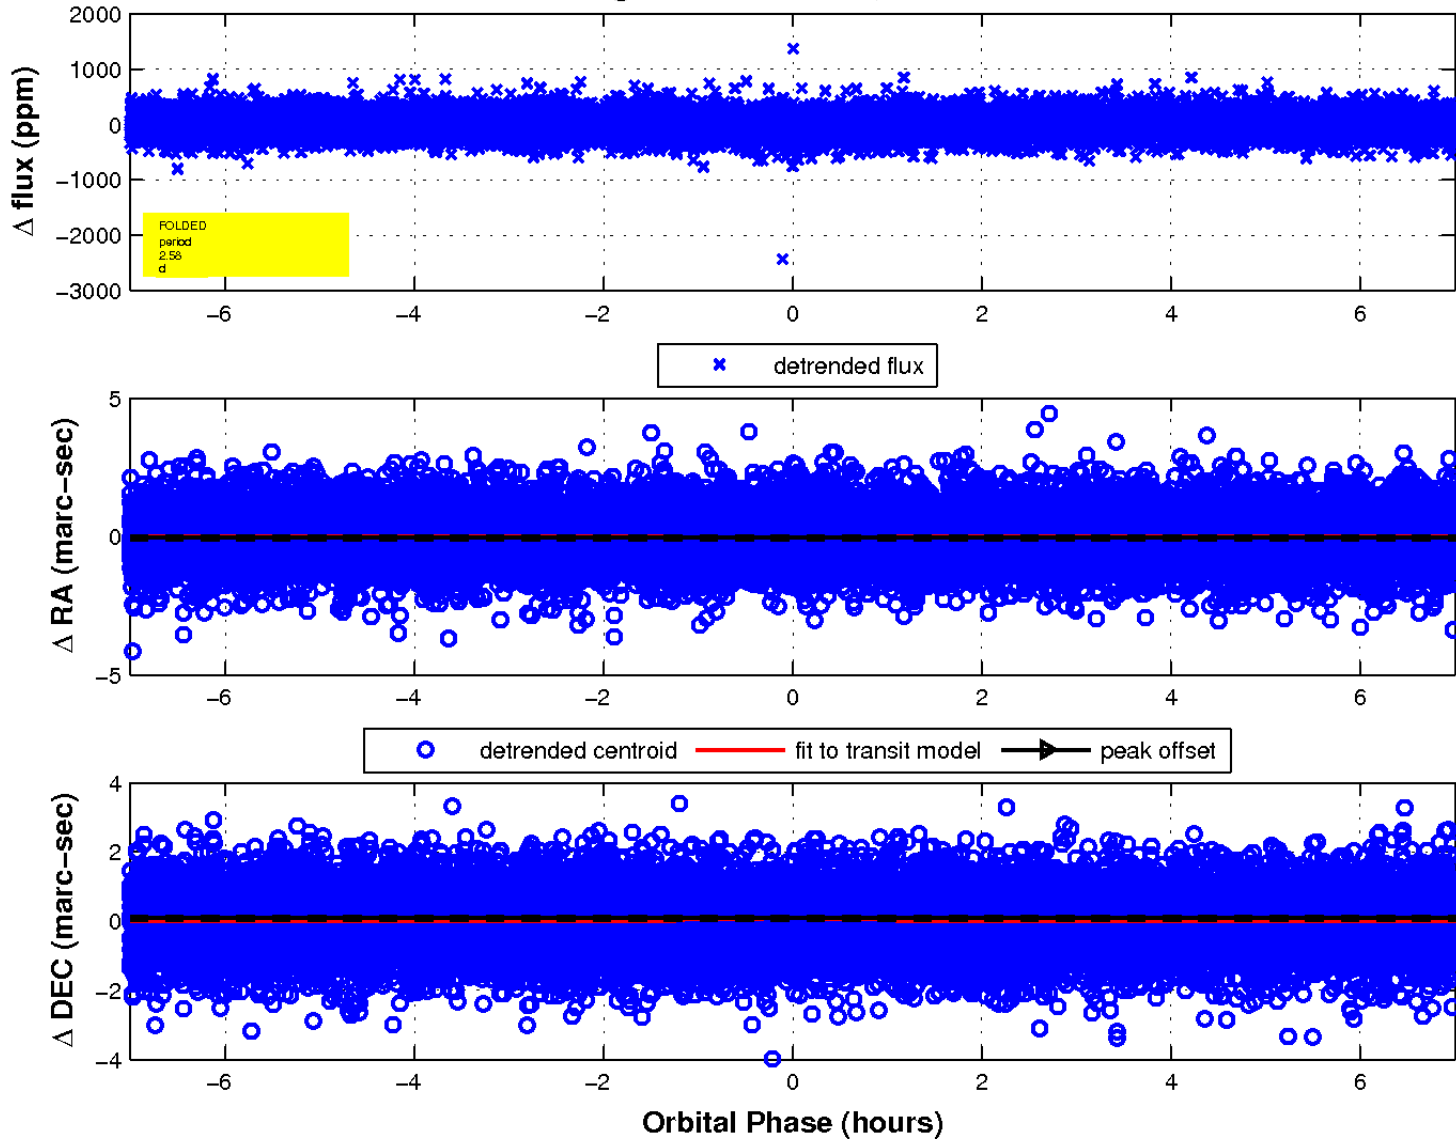 2000
1000
0
−1000
−2000
−3000
Δ flux (ppm)
FOLDED
period
2.58
d
−6 −4 −2 0 2 4 6
detrended flux
5
0
−5
Δ RA (marc−sec)
−6 −4 −2 0 2 4 6
detrended centroid fit to transit model peak offset
4
2
0
−2
−4
Δ DEC (marc−sec)
−6 −4 −2 0 2 4 6
Orbital Phase (hours)